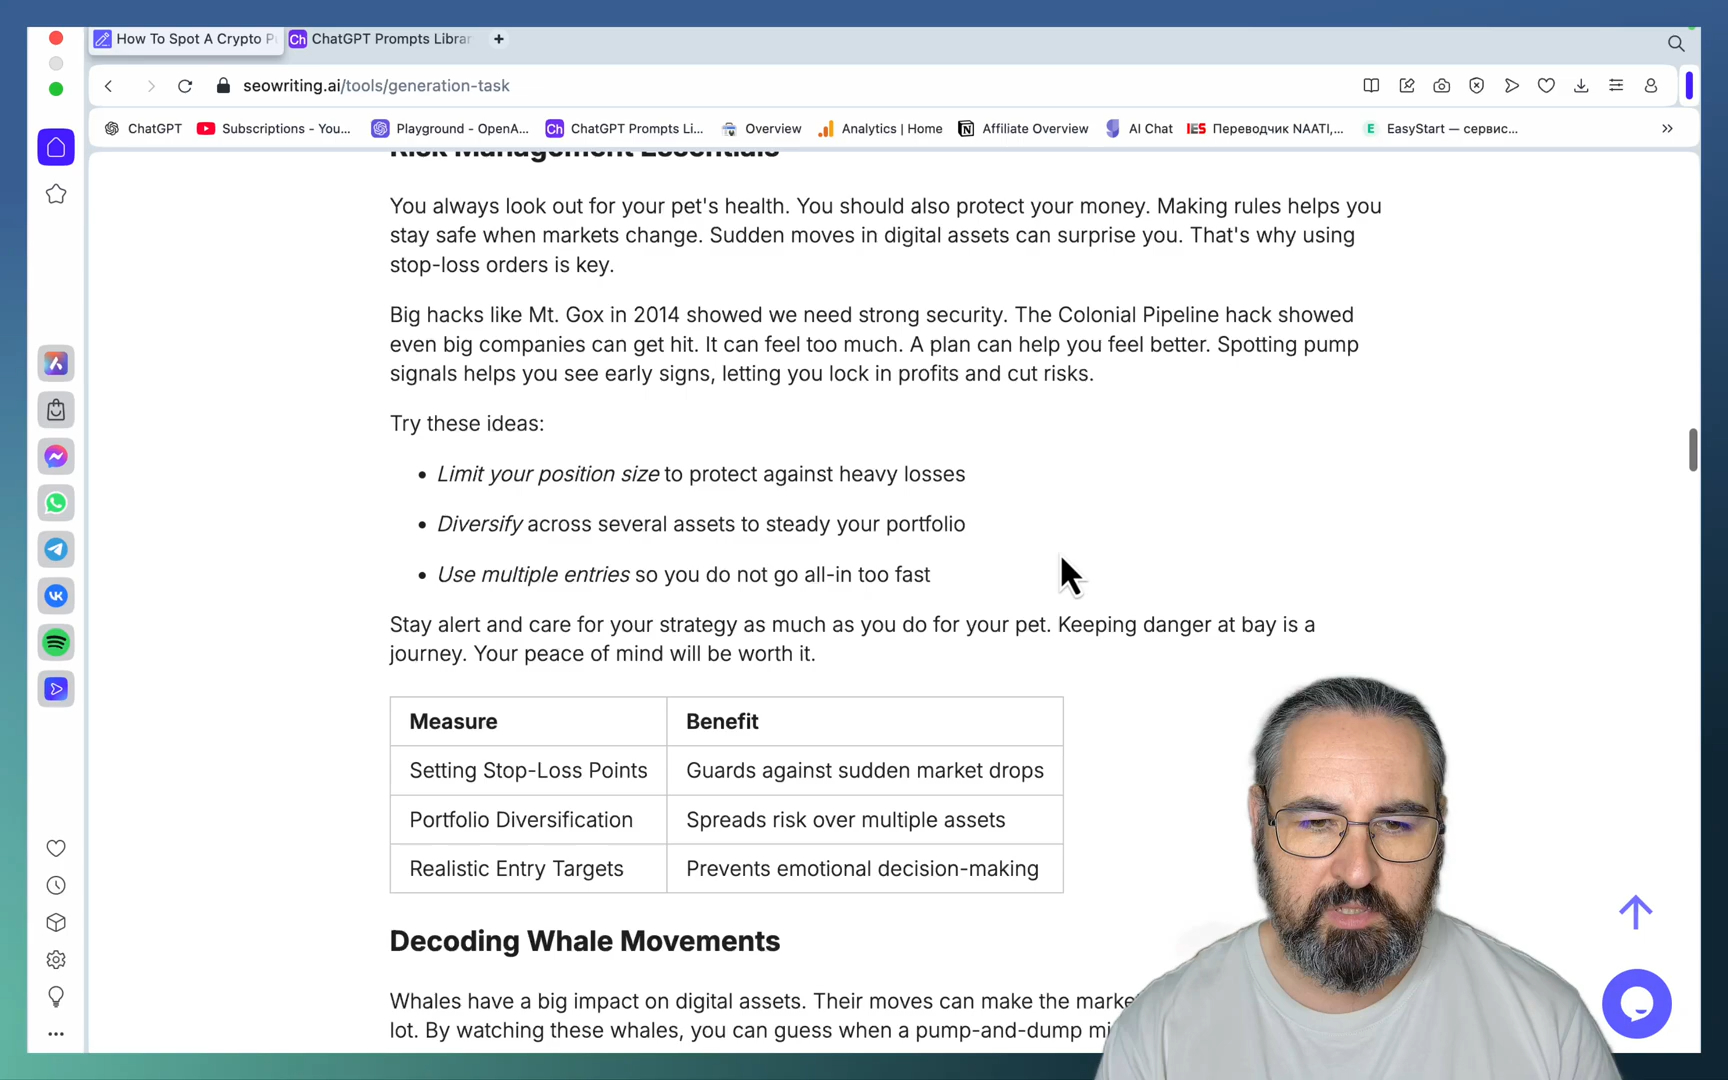 How To Spot A Crypto P
Ch ChatGPT Prompts Librar
seowriting.ai/tools/generation-task
ChatGPT
Subscriptions - You...
Playground - OpenA...
Ch ChatGPT Prompts Li...
Overview
Analytics | Home
Affiliate Overview
AI Chat
IES Переводчик NAATI,...
E EasyStart — сервис...
Risk Management Essentials
You always look out for your pet's health. You should also protect your money. Making rules helps you
stay safe when markets change. Sudden moves in digital assets can surprise you. That's why using
stop-loss orders is key.
Big hacks like Mt. Gox in 2014 showed we need strong security. The Colonial Pipeline hack showed
even big companies can get hit. It can feel too much. A plan can help you feel better. Spotting pump
signals helps you see early signs, letting you lock in profits and cut risks.
Try these ideas:
• Limit your position size to protect against heavy losses
• Diversify across several assets to steady your portfolio
• Use multiple entries so you do not go all-in too fast
Stay alert and care for your strategy as much as you do for your pet. Keeping danger at bay is a
journey. Your peace of mind will be worth it.
Measure Benefit
Setting Stop-Loss Points Guards against sudden market drops
Portfolio Diversification Spreads risk over multiple assets
Realistic Entry Targets Prevents emotional decision-making
Decoding Whale Movements
Whales have a big impact on digital assets. Their moves can make the marke
lot. By watching these whales, you can guess when a pump-and-dump mi